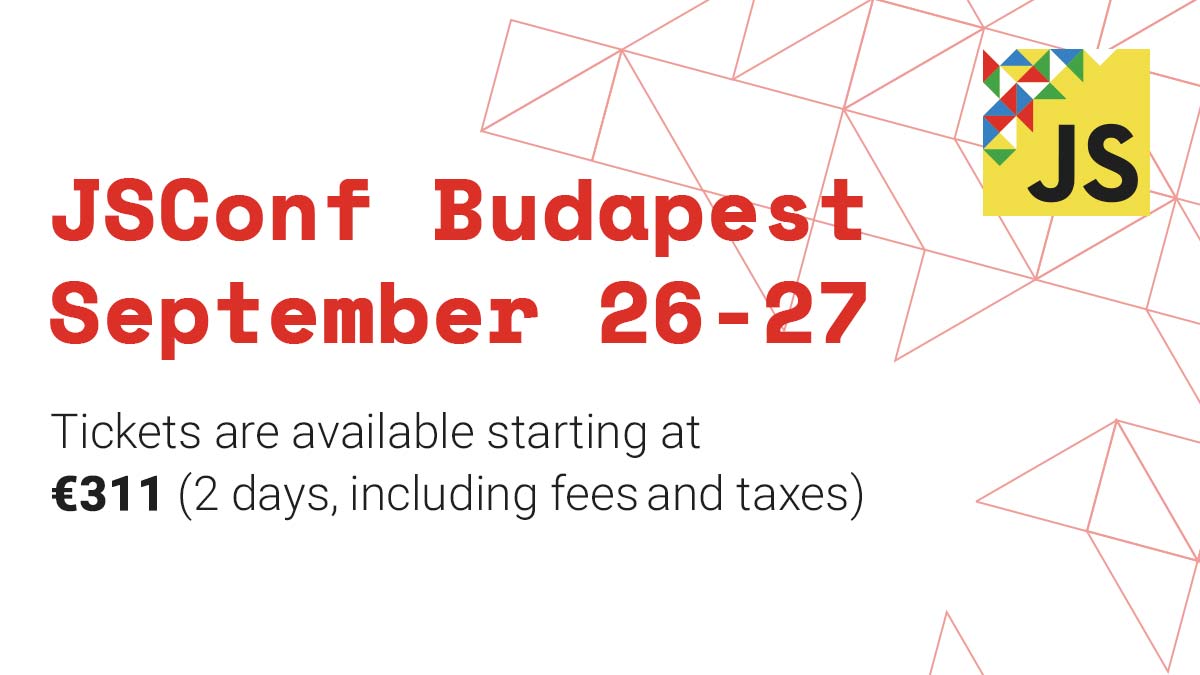 JS
JSConf Budapest
September 26-27
Tickets are available starting at
€311 (2 days, including fees and taxes)